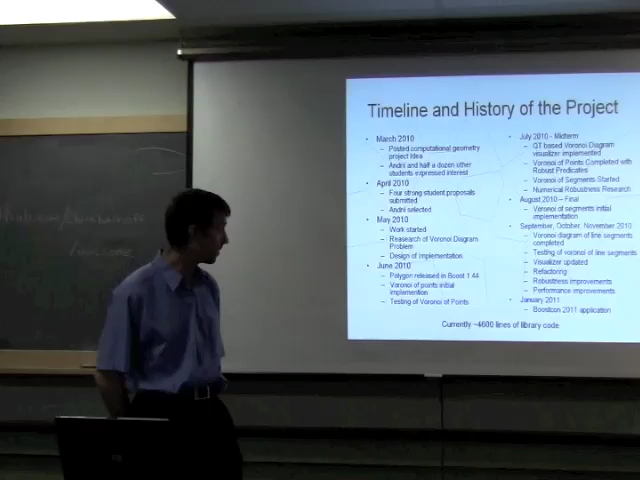 Timeline and History of the Project
• March 2010
– Posted computational geometry
project idea
– Andrii and half a dozen other
students expressed interest
• April 2010
– Four strong student proposals
submitted
– Andrii selected
• May 2010
– Work started
– Reasearch of Voronoi Diagram
Problem
– Design of Implementation
• June 2010
– Polygon released in Boost 1.44
– Voronoi of points initial
implemention
– Testing of Voronoi of Points
• July 2010 – Midterm
– QT based Voronoi Diagram
visualizer implemented
– Voronoi of Points Completed with
Robust Predicates
– Voronoi of Segments Started
– Numerical Robustness Research
• August 2010 – Final
– Voronoi of segments initial
implementation
• September, October, November 2010
– Voronoi diagram of line segments
completed
– Testing of voronoi of line segments
– Visualizer updated
– Refactoring
– Robustness improvements
– Performance improvements
• January 2011
– Boostcon 2011 application
Currently ~4600 lines of library code